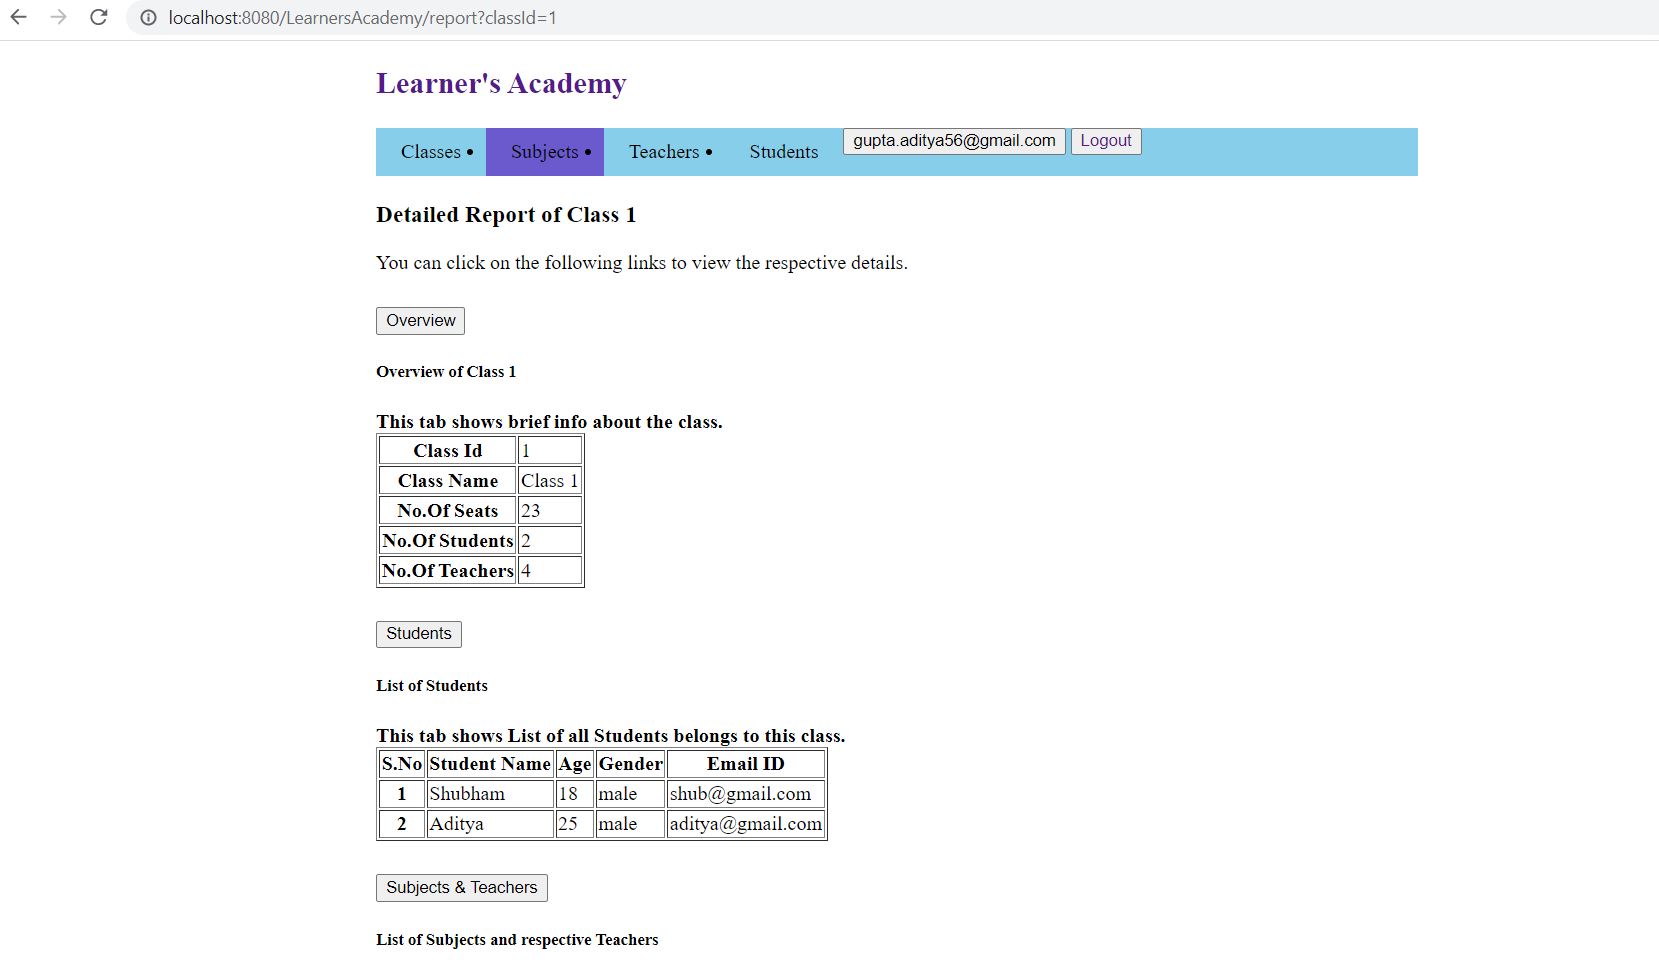 localhost:8080/LearnersAcademy/report?classId=1
Learner's Academy
Classes • Subjects • Teachers • Students gupta.aditya56@gmail.com Logout
Detailed Report of Class 1
You can click on the following links to view the respective details.
Overview
Overview of Class 1
This tab shows brief info about the class.
Class Id 1
Class Name Class 1
No.Of Seats 23
No.Of Students 2
No.Of Teachers 4
Students
List of Students
This tab shows List of all Students belongs to this class.
S.No Student Name Age Gender Email ID
1 Shubham 18 male shub@gmail.com
2 Aditya 25 male aditya@gmail.com
Subjects & Teachers
List of Subjects and respective Teachers